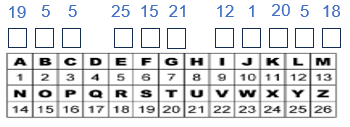 19 5 5 25 15 21 12 1 20 5 18
A B C D E F G H I J K L M
1 2 3 4 5 6 7 8 9 10 11 12 13
N O P Q R S T U V W X Y Z
14 15 16 17 18 19 20 21 22 23 24 25 26